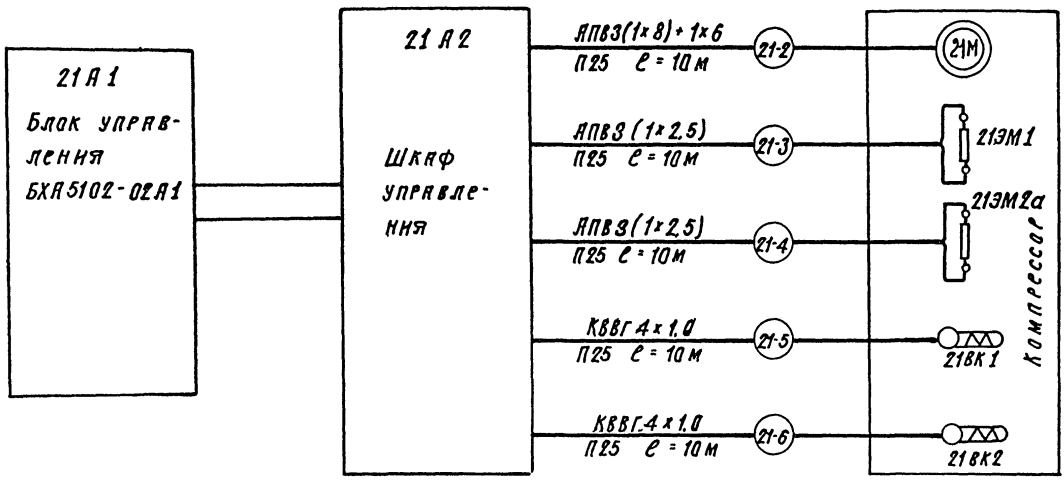 21А1
Блок управ-
ления
БХА5102-02А1
21А2
Шкаф
управле-
ния
АПВ3(1×8)+1×6
П25 ℓ=10м
21-2
21М
АПВ3(1×2,5)
П25 ℓ=10м
21-3
21ЭМ1
АПВ3(1×2,5)
П25 ℓ=10м
21-4
21ЭМ2а
КВВГ.4×1,0
П25 ℓ=10м
21-5
21ВК1
КВВГ.4×1,0
П25 ℓ=10м
21-6
21ВК2
Компрессор